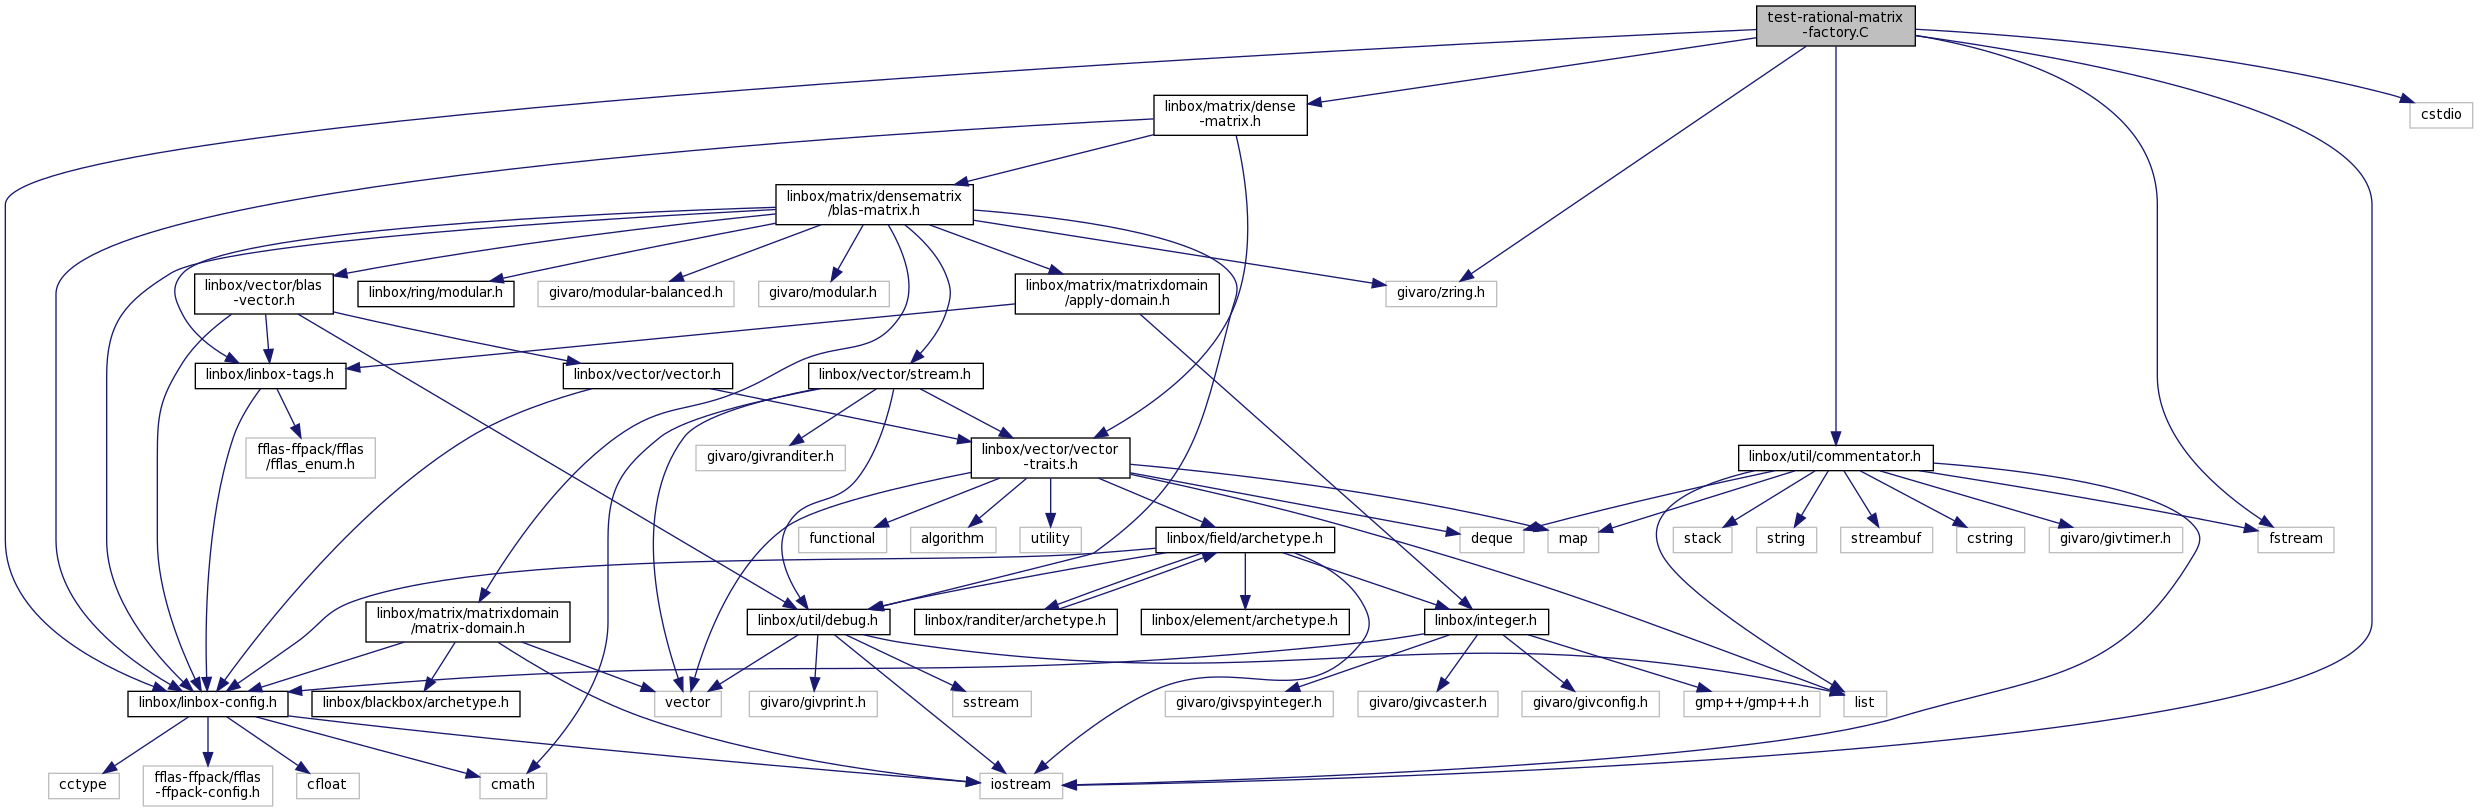 test-rational-matrix
-factory.C
linbox/matrix/dense
-matrix.h
cstdio
linbox/matrix/densematrix
/blas-matrix.h
linbox/vector/blas
-vector.h
linbox/ring/modular.h
givaro/modular-balanced.h
givaro/modular.h
linbox/matrix/matrixdomain
/apply-domain.h
givaro/zring.h
linbox/linbox-tags.h
linbox/vector/vector.h
linbox/vector/stream.h
fflas-ffpack/fflas
/fflas_enum.h
givaro/givranditer.h
linbox/vector/vector
-traits.h
linbox/util/commentator.h
functional
algorithm
utility
linbox/field/archetype.h
deque
map
stack
string
streambuf
cstring
givaro/givtimer.h
fstream
linbox/matrix/matrixdomain
/matrix-domain.h
linbox/util/debug.h
linbox/randiter/archetype.h
linbox/element/archetype.h
linbox/integer.h
linbox/linbox-config.h
linbox/blackbox/archetype.h
vector
givaro/givprint.h
sstream
givaro/givspyinteger.h
givaro/givcaster.h
givaro/givconfig.h
gmp++/gmp++.h
list
cctype
fflas-ffpack/fflas
-ffpack-config.h
cfloat
cmath
iostream